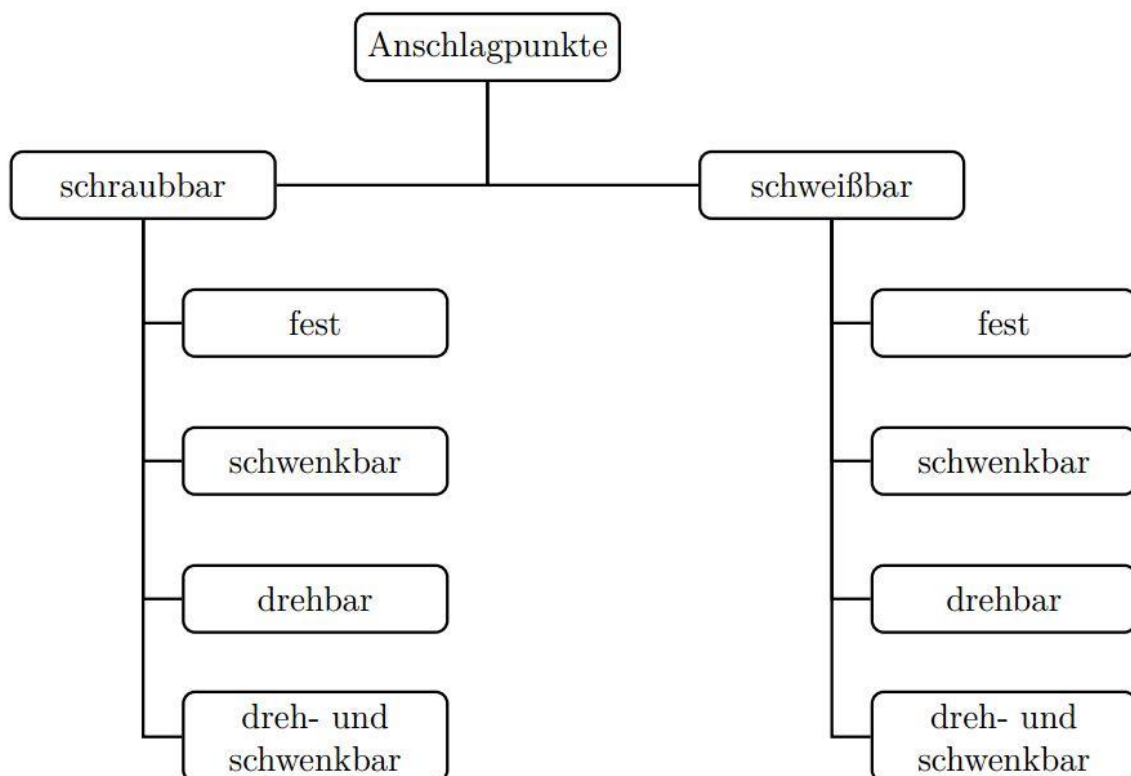 Anschlagpunkte
schraubbar
schweißbar
fest
schwenkbar
drehbar
dreh- und
schwenkbar
fest
schwenkbar
drehbar
dreh- und
schwenkbar